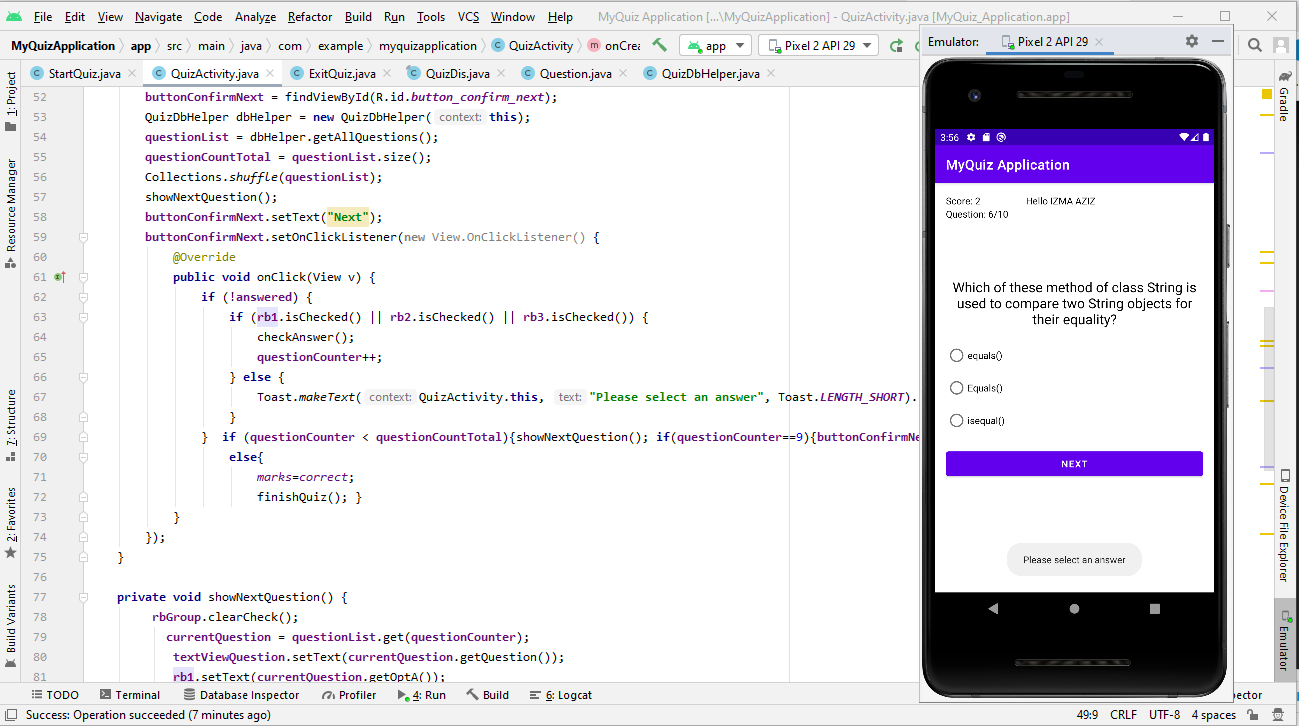 File Edit View Navigate Code Analyze Refactor Build Run Tools VCS Window Help MyQuiz Application [...\MyQuizApplication] - QuizActivity.java [MyQuiz_Application.app]
MyQuizApplication app src main java com example myquizapplication QuizActivity onCrea app Pixel 2 API 29
StartQuiz.java QuizActivity.java ExitQuiz.java QuizDis.java Question.java QuizDbHelper.java
1: Project
Resource Manager
7: Structure
2: Favorites
Build Variants
52 buttonConfirmNext = findViewById(R.id.button_confirm_next);
53 QuizDbHelper dbHelper = new QuizDbHelper( context: this);
54 questionList = dbHelper.getAllQuestions();
55 questionCountTotal = questionList.size();
56 Collections.shuffle(questionList);
57 showNextQuestion();
58 buttonConfirmNext.setText("Next");
59 buttonConfirmNext.setOnClickListener(new View.OnClickListener() {
60 @Override
61 public void onClick(View v) {
62 if (!answered) {
63 if (rb1.isChecked() || rb2.isChecked() || rb3.isChecked()) {
64 checkAnswer();
65 questionCounter++;
66 } else {
67 Toast.makeText( context: QuizActivity.this, text: "Please select an answer", Toast.LENGTH_SHORT).
68 }
69 } if (questionCounter < questionCountTotal){showNextQuestion(); if(questionCounter==9){buttonConfirmNe
70 else{
71 marks=correct;
72 finishQuiz(); }
73 }
74 });
75 }
76
77 private void showNextQuestion() {
78 rbGroup.clearCheck();
79 currentQuestion = questionList.get(questionCounter);
80 textViewQuestion.setText(currentQuestion.getQuestion());
81 rb1.setText(currentQuestion.getOptA());
Emulator: Pixel 2 API 29
3:56
MyQuiz Application
Score: 2 Hello IZMA AZIZ
Question: 6/10
Which of these method of class String is
used to compare two String objects for
their equality?
equals()
Equals()
isequal()
NEXT
Please select an answer
Gradle
Device File Explorer
Emulator
TODO Terminal Database Inspector Profiler 4: Run Build 6: Logcat pector
Success: Operation succeeded (7 minutes ago) 49:9 CRLF UTF-8 4 spaces